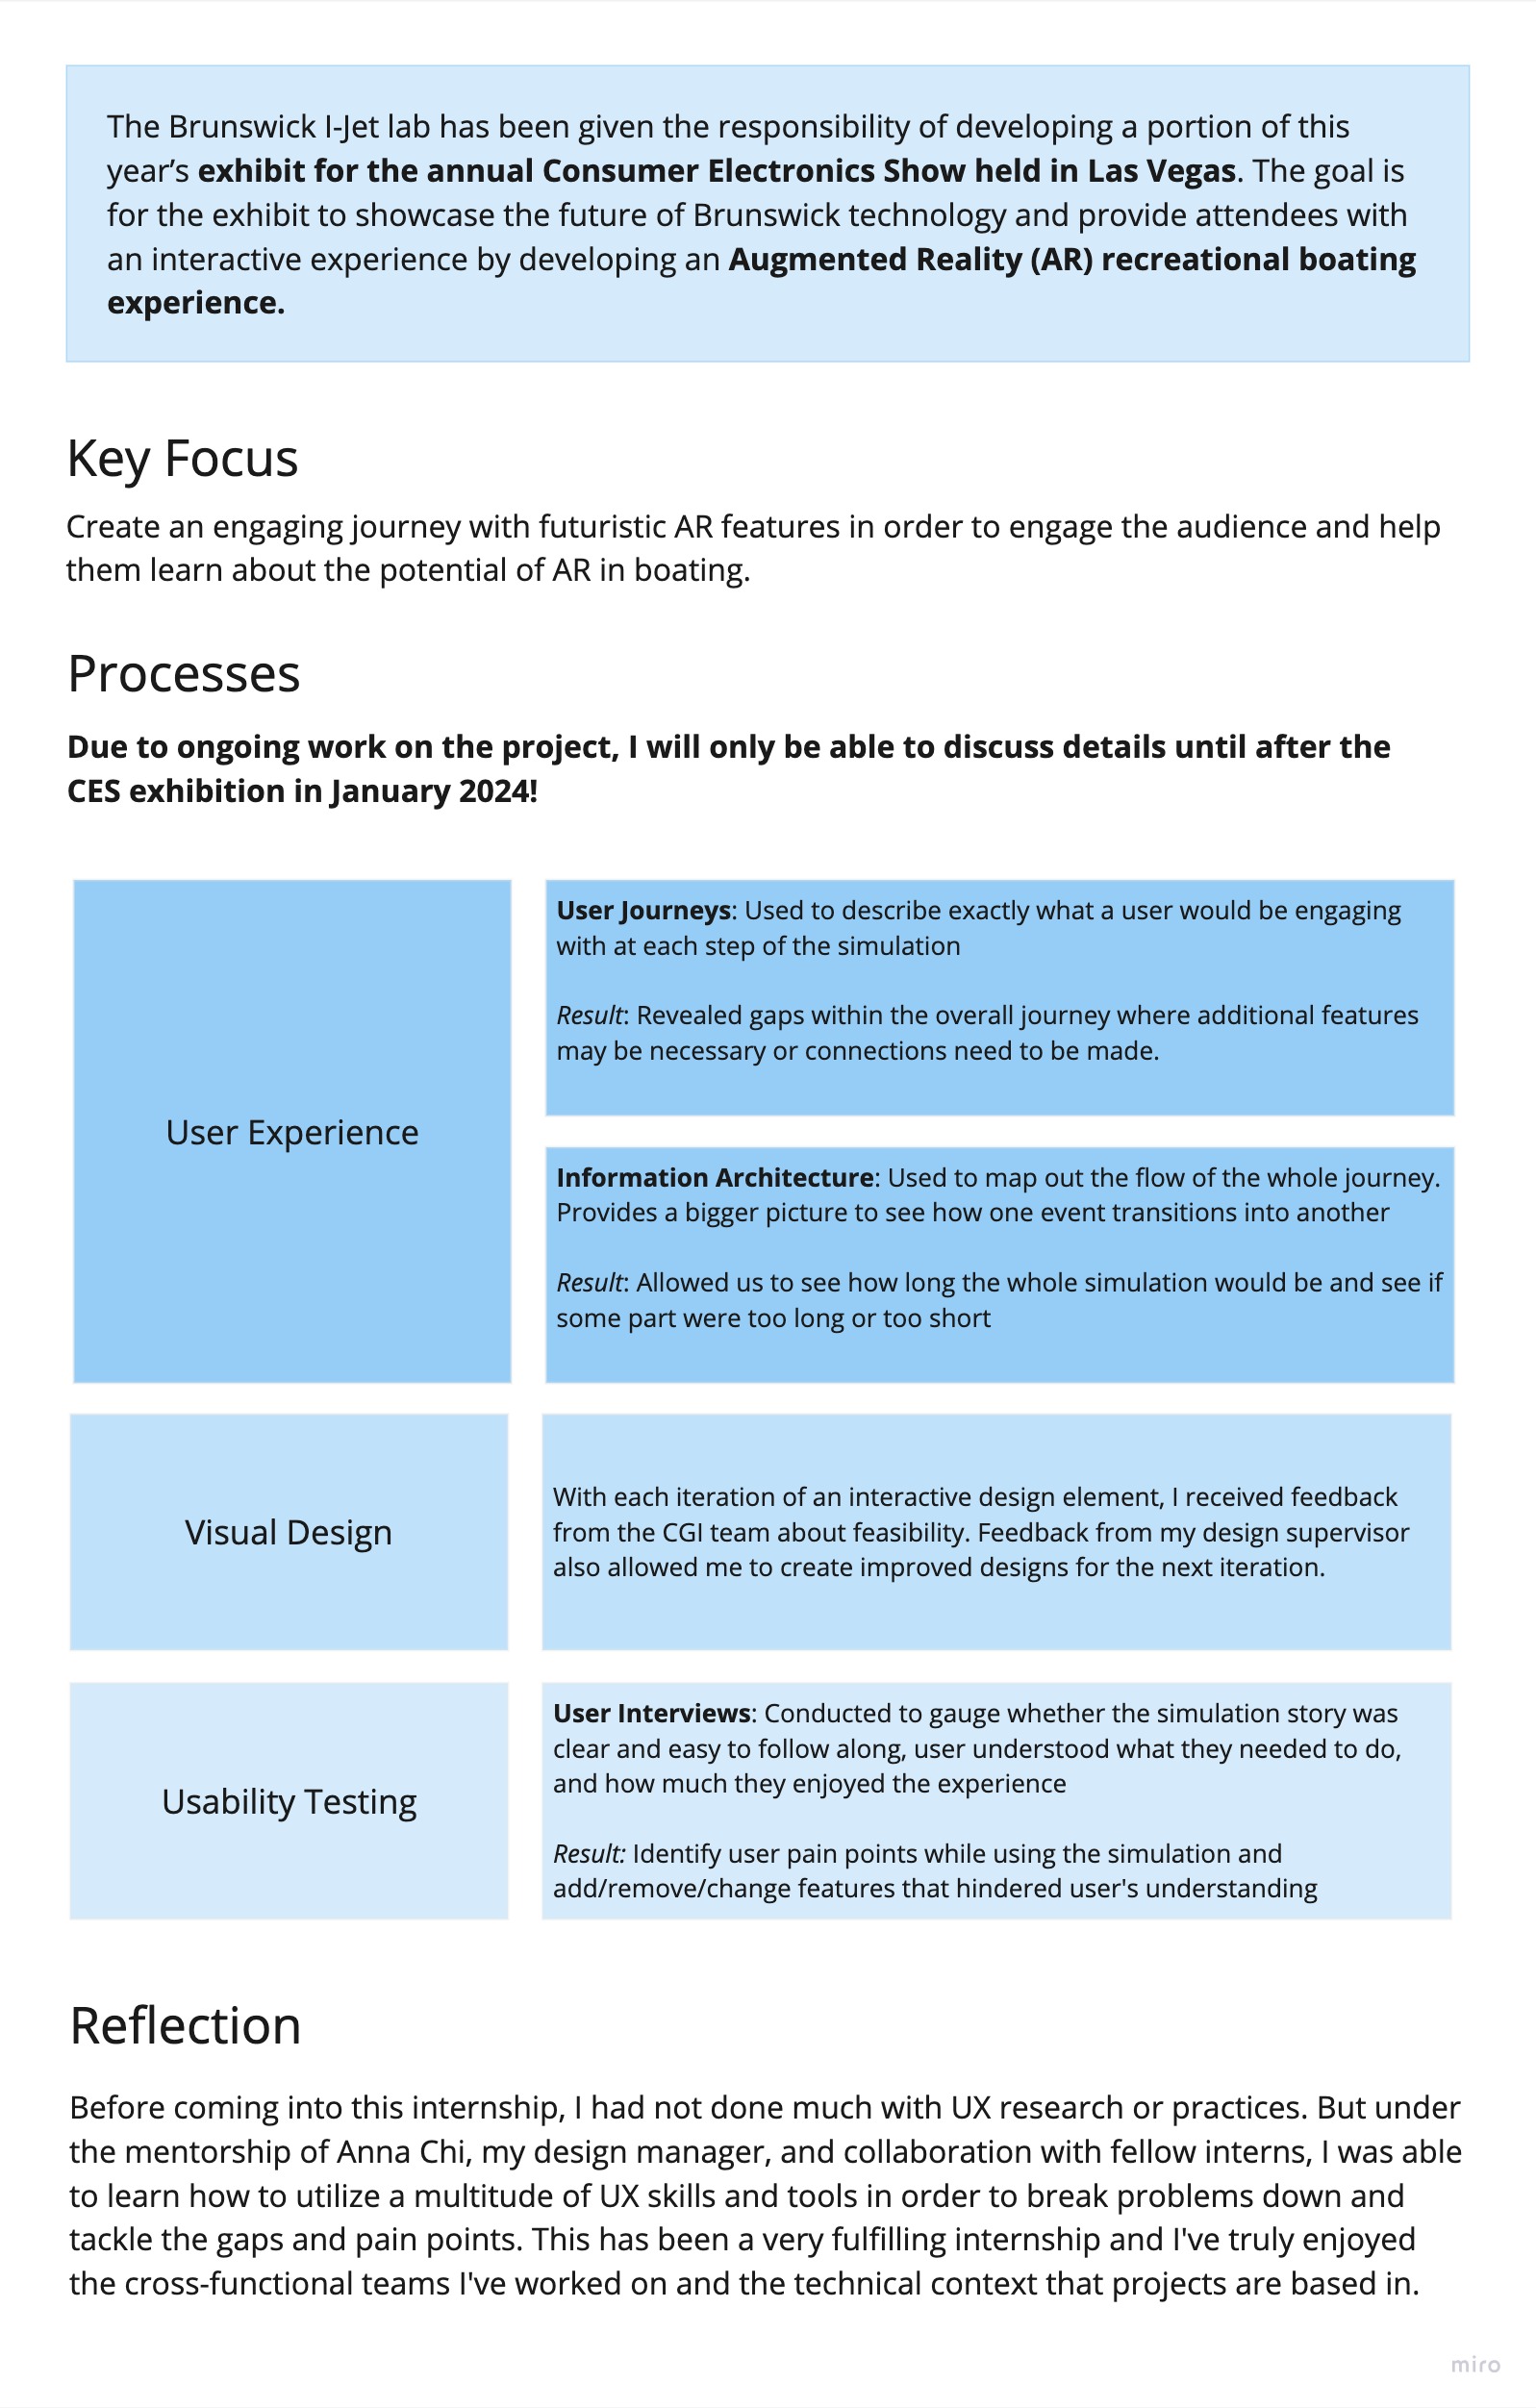 The Brunswick I-Jet lab has been given the responsibility of developing a portion of this
year’s exhibit for the annual Consumer Electronics Show held in Las Vegas. The goal is
for the exhibit to showcase the future of Brunswick technology and provide attendees with
an interactive experience by developing an Augmented Reality (AR) recreational boating
experience.
Key Focus
Create an engaging journey with futuristic AR features in order to engage the audience and help
them learn about the potential of AR in boating.
Processes
Due to ongoing work on the project, I will only be able to discuss details until after the
CES exhibition in January 2024!
User Experience
User Journeys: Used to describe exactly what a user would be engaging
with at each step of the simulation
Result: Revealed gaps within the overall journey where additional features
may be necessary or connections need to be made.
Information Architecture: Used to map out the flow of the whole journey.
Provides a bigger picture to see how one event transitions into another
Result: Allowed us to see how long the whole simulation would be and see if
some part were too long or too short
Visual Design
With each iteration of an interactive design element, I received feedback
from the CGI team about feasibility. Feedback from my design supervisor
also allowed me to create improved designs for the next iteration.
Usability Testing
User Interviews: Conducted to gauge whether the simulation story was
clear and easy to follow along, user understood what they needed to do,
and how much they enjoyed the experience
Result: Identify user pain points while using the simulation and
add/remove/change features that hindered user's understanding
Reflection
Before coming into this internship, I had not done much with UX research or practices. But under
the mentorship of Anna Chi, my design manager, and collaboration with fellow interns, I was able
to learn how to utilize a multitude of UX skills and tools in order to break problems down and
tackle the gaps and pain points. This has been a very fulfilling internship and I've truly enjoyed
the cross-functional teams I've worked on and the technical context that projects are based in.
miro